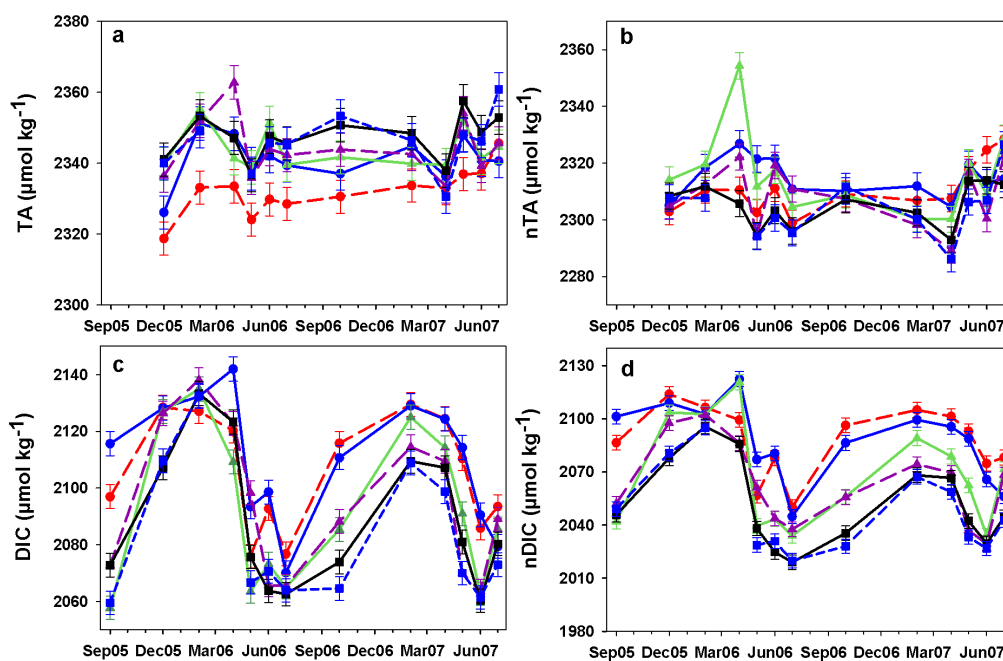 a
TA (µmol kg⁻¹)
2380
2360
2340
2320
2300
Sep05 Dec05 Mar06 Jun06 Sep06 Dec06 Mar07 Jun07
b
nTA (µmol kg⁻¹)
2360
2340
2320
2300
2280
Sep05 Dec05 Mar06 Jun06 Sep06 Dec06 Mar07 Jun07
c
DIC (µmol kg⁻¹)
2140
2120
2100
2080
2060
Sep05 Dec05 Mar06 Jun06 Sep06 Dec06 Mar07 Jun07
d
nDIC (µmol kg⁻¹)
2130
2100
2070
2040
2010
1980
Sep05 Dec05 Mar06 Jun06 Sep06 Dec06 Mar07 Jun07